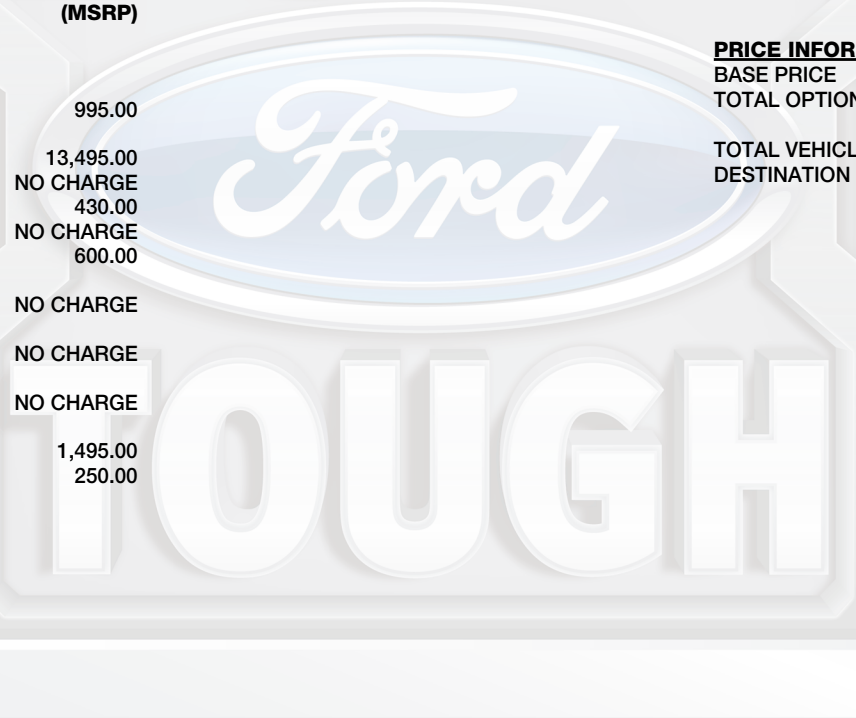 (MSRP)
995.00
13,495.00
NO CHARGE
430.00
NO CHARGE
600.00
NO CHARGE
NO CHARGE
NO CHARGE
1,495.00
250.00
PRICE INFOR
BASE PRICE
TOTAL OPTION
TOTAL VEHICL
DESTINATION
Ford
TOUGH